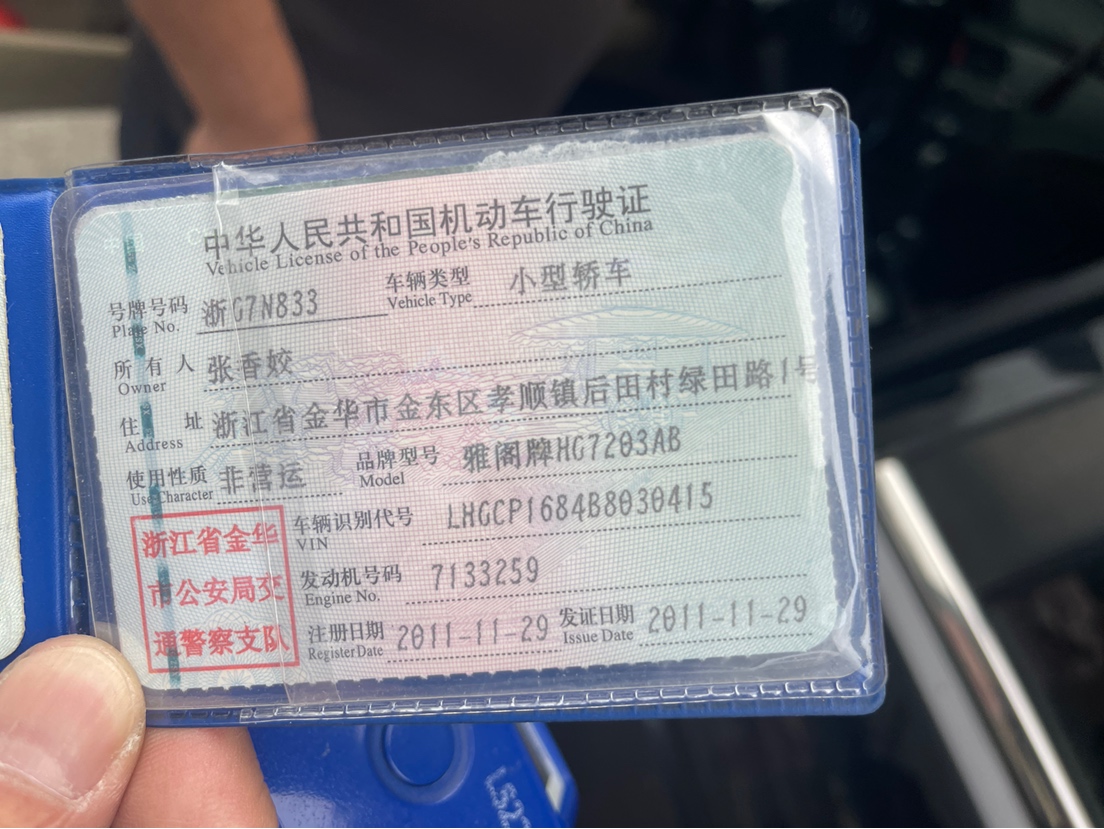 中华人民共和国机动车行驶证
Vehicle License of the People's Republic of China
号牌号码 浙G7N833 车辆类型 小型轿车
Plate No. Vehicle Type
所有人 张香姣
Owner
住址 浙江省金华市金东区孝顺镇后田村绿田路1号
Address
使用性质 非营运 品牌型号 雅阁牌HG7203AB
Use Character Model
浙江省金华
市公安局交
通警察支队
车辆识别代号 LHGCP1684B8030415
VIN
发动机号码 7133259
Engine No.
注册日期 2011-11-29 发证日期 2011-11-29
Register Date Issue Date